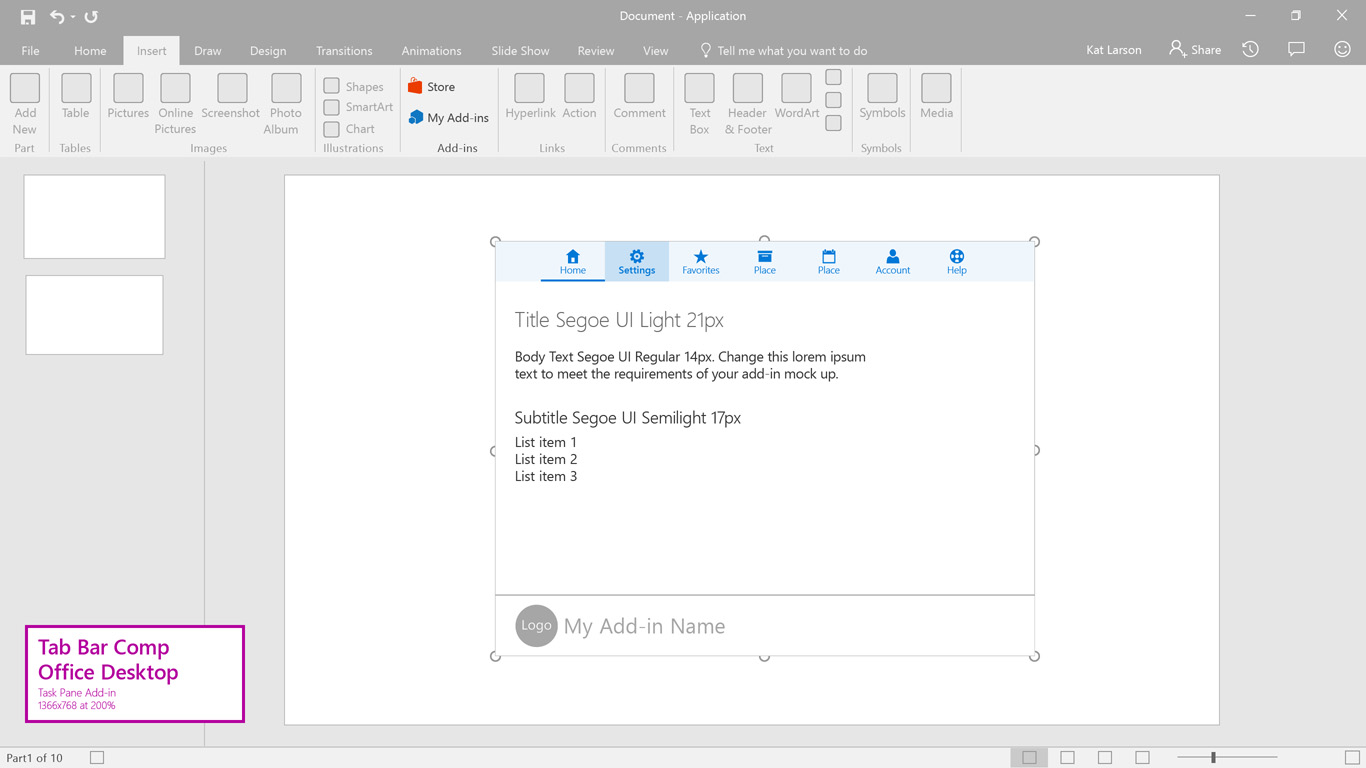 Document - Application
File Home Insert Draw Design Transitions Animations Slide Show Review View Tell me what you want to do Kat Larson Share
Add New
Part
Table
Tables
Pictures
Online Pictures
Screenshot
Photo Album
Images
Shapes
SmartArt
Chart
Illustrations
Store
My Add-ins
Add-ins
Hyperlink
Action
Links
Comment
Comments
Text Box
Header & Footer
WordArt
Text
Symbols
Symbols
Media
Home Settings Favorites Place Place Account Help
Title Segoe UI Light 21px
Body Text Segoe UI Regular 14px. Change this lorem ipsum
text to meet the requirements of your add-in mock up.
Subtitle Segoe UI Semilight 17px
List item 1
List item 2
List item 3
Logo My Add-in Name
Tab Bar Comp
Office Desktop
Task Pane Add-in
1366x768 at 200%
Part1 of 10